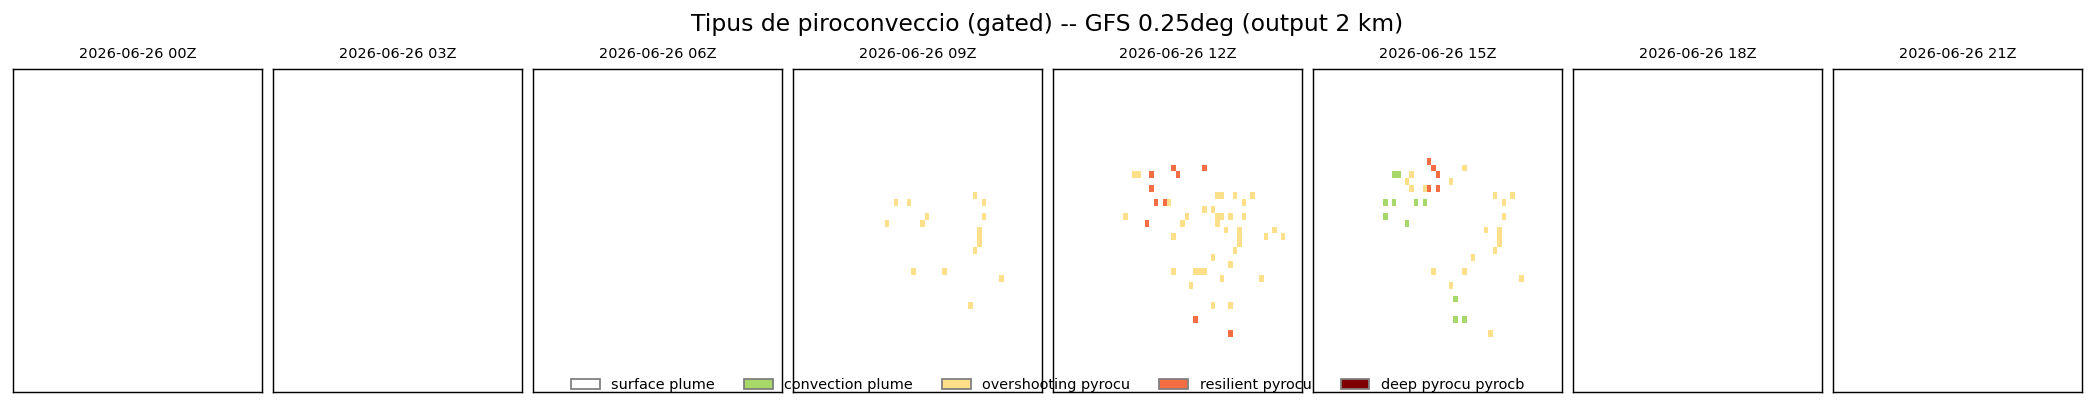 Tipus de piroconveccio (gated) -- GFS 0.25deg (output 2 km)
2026-06-26 00Z
2026-06-26 03Z
2026-06-26 06Z
2026-06-26 09Z
2026-06-26 12Z
2026-06-26 15Z
2026-06-26 18Z
2026-06-26 21Z
surface plume
convection plume
overshooting pyrocu
resilient pyrocu
deep pyrocu pyrocb